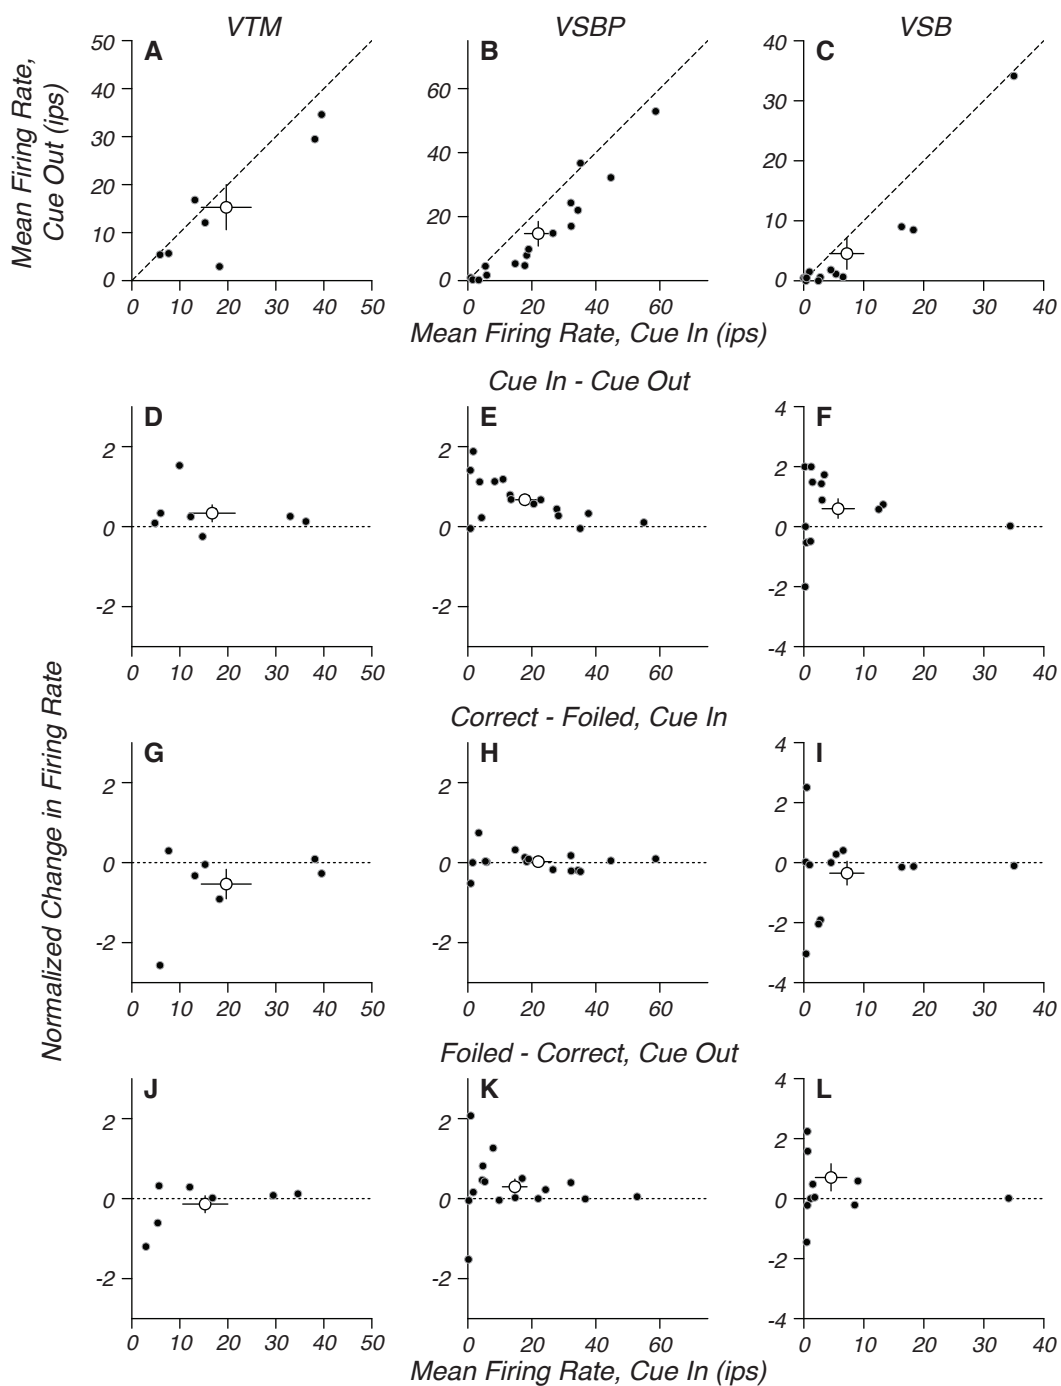 VTM VSBP VSB
Mean Firing Rate,
Cue Out (ips)
A B C
50 40 30 20 10 0
60 40 20 0
40 30 20 10 0
0 10 20 30 40 50 0 20 40 60 0 10 20 30 40
Mean Firing Rate, Cue In (ips)
Cue In - Cue Out
Normalized Change in Firing Rate
D E F
2 0 -2
2 0 -2
4 2 0 -2 -4
0 10 20 30 40 50 0 20 40 60 0 10 20 30 40
Correct - Foiled, Cue In
G H I
2 0 -2
2 0 -2
4 2 0 -2 -4
0 10 20 30 40 50 0 20 40 60 0 10 20 30 40
Foiled - Correct, Cue Out
J K L
2 0 -2
2 0 -2
4 2 0 -2 -4
0 10 20 30 40 50 0 20 40 60 0 10 20 30 40
Mean Firing Rate, Cue In (ips)